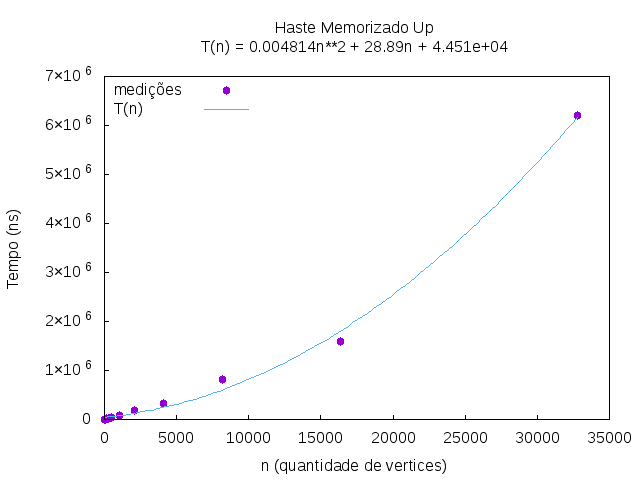 Haste Memorizado Up
T(n) = 0.004814n**2 + 28.89n + 4.451e+04
7×10 6
6×10 6
5×10 6
4×10 6
3×10 6
2×10 6
1×10 6
0
Tempo (ns)
medições
T(n)
0 5000 10000 15000 20000 25000 30000 35000
n (quantidade de vertices)